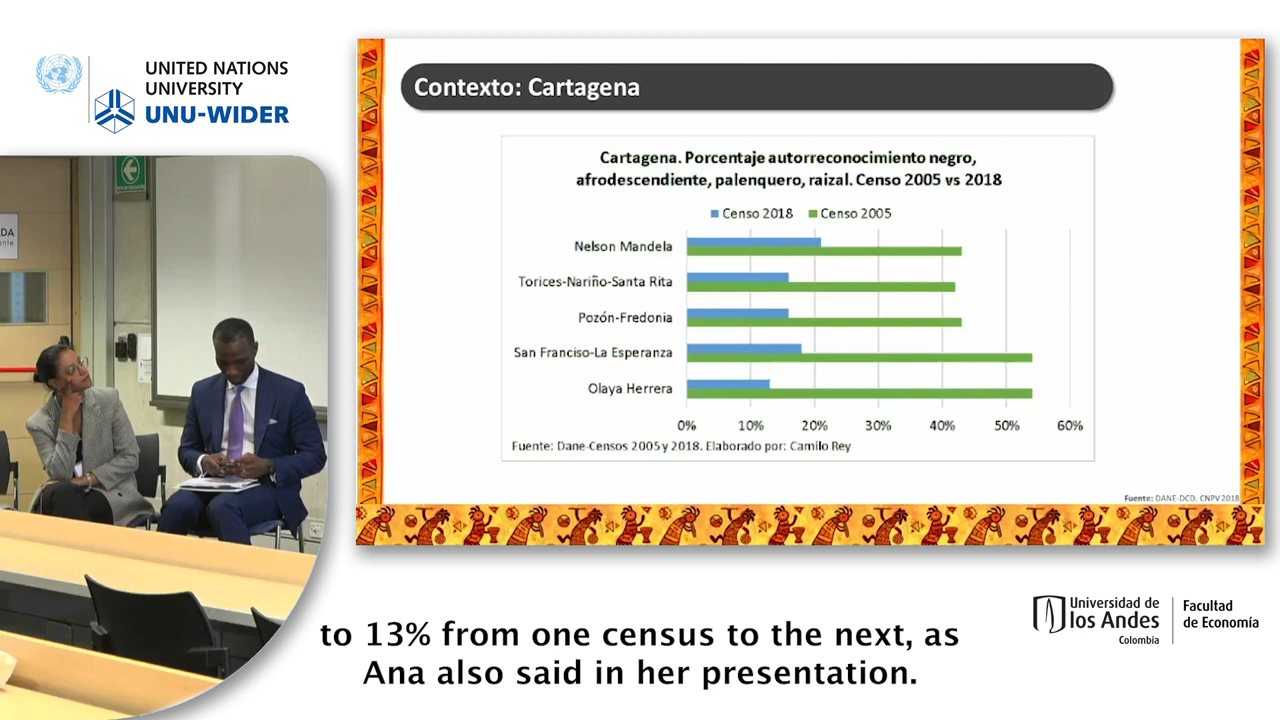 UNITED NATIONS
UNIVERSITY
UNU-WIDER
DA
Contexto: Cartagena
Cartagena. Porcentaje autorreconocimiento negro,
afrodescendiente, palenquero, raizal. Censo 2005 vs 2018
Censo 2018 Censo 2005
Nelson Mandela
Torices-Nariño-Santa Rita
Pozón-Fredonia
San Franciso-La Esperanza
Olaya Herrera
0% 10% 20% 30% 40% 50% 60%
Fuente: Dane-Censos 2005 y 2018. Elaborado por: Camilo Rey
Fuente: DANE-DCD. CNPV 2018
to 13% from one census to the next, as
Ana also said in her presentation.
Universidad de
los Andes
Colombia
Facultad
de Economía